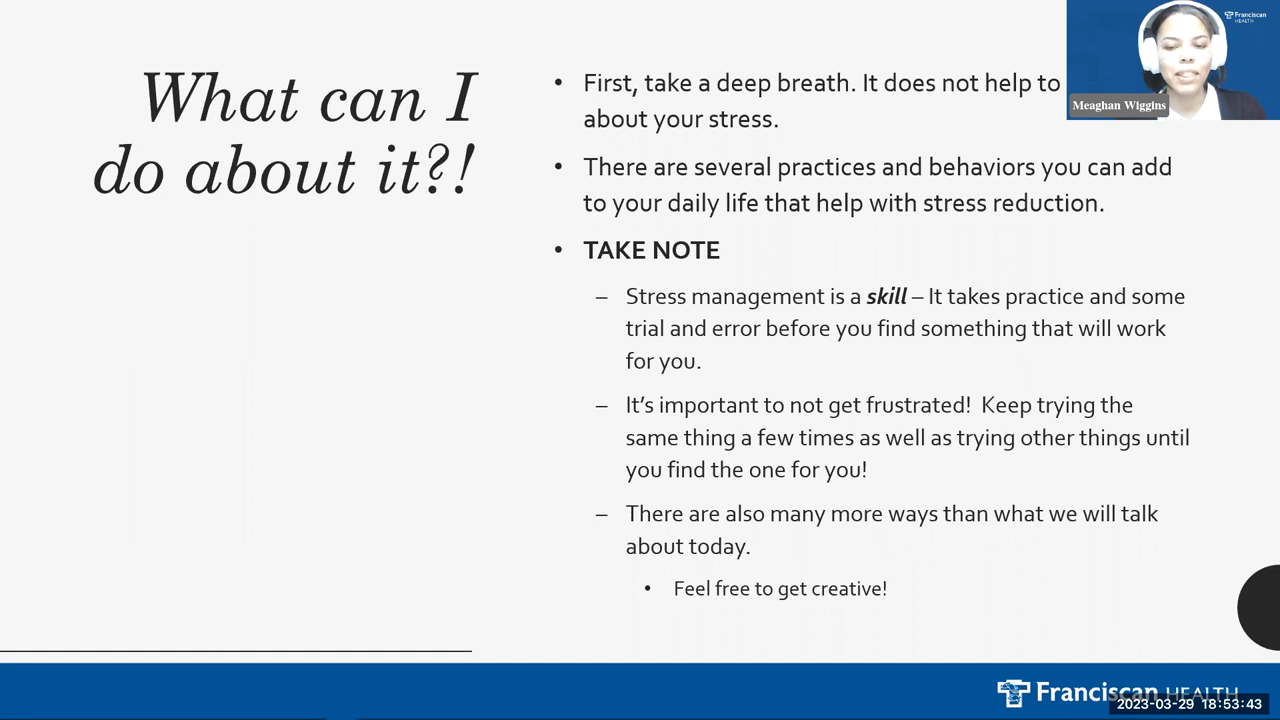 What can I
do about it?!
• First, take a deep breath. It does not help to
about your stress.
• There are several practices and behaviors you can add
to your daily life that help with stress reduction.
• TAKE NOTE
– Stress management is a skill – It takes practice and some
trial and error before you find something that will work
for you.
– It's important to not get frustrated!  Keep trying the
same thing a few times as well as trying other things until
you find the one for you!
– There are also many more ways than what we will talk
about today.
• Feel free to get creative!
Franciscan
HEALTH
Meaghan Wiggins
Franciscan HEALTH
2023-03-29 18:53:43